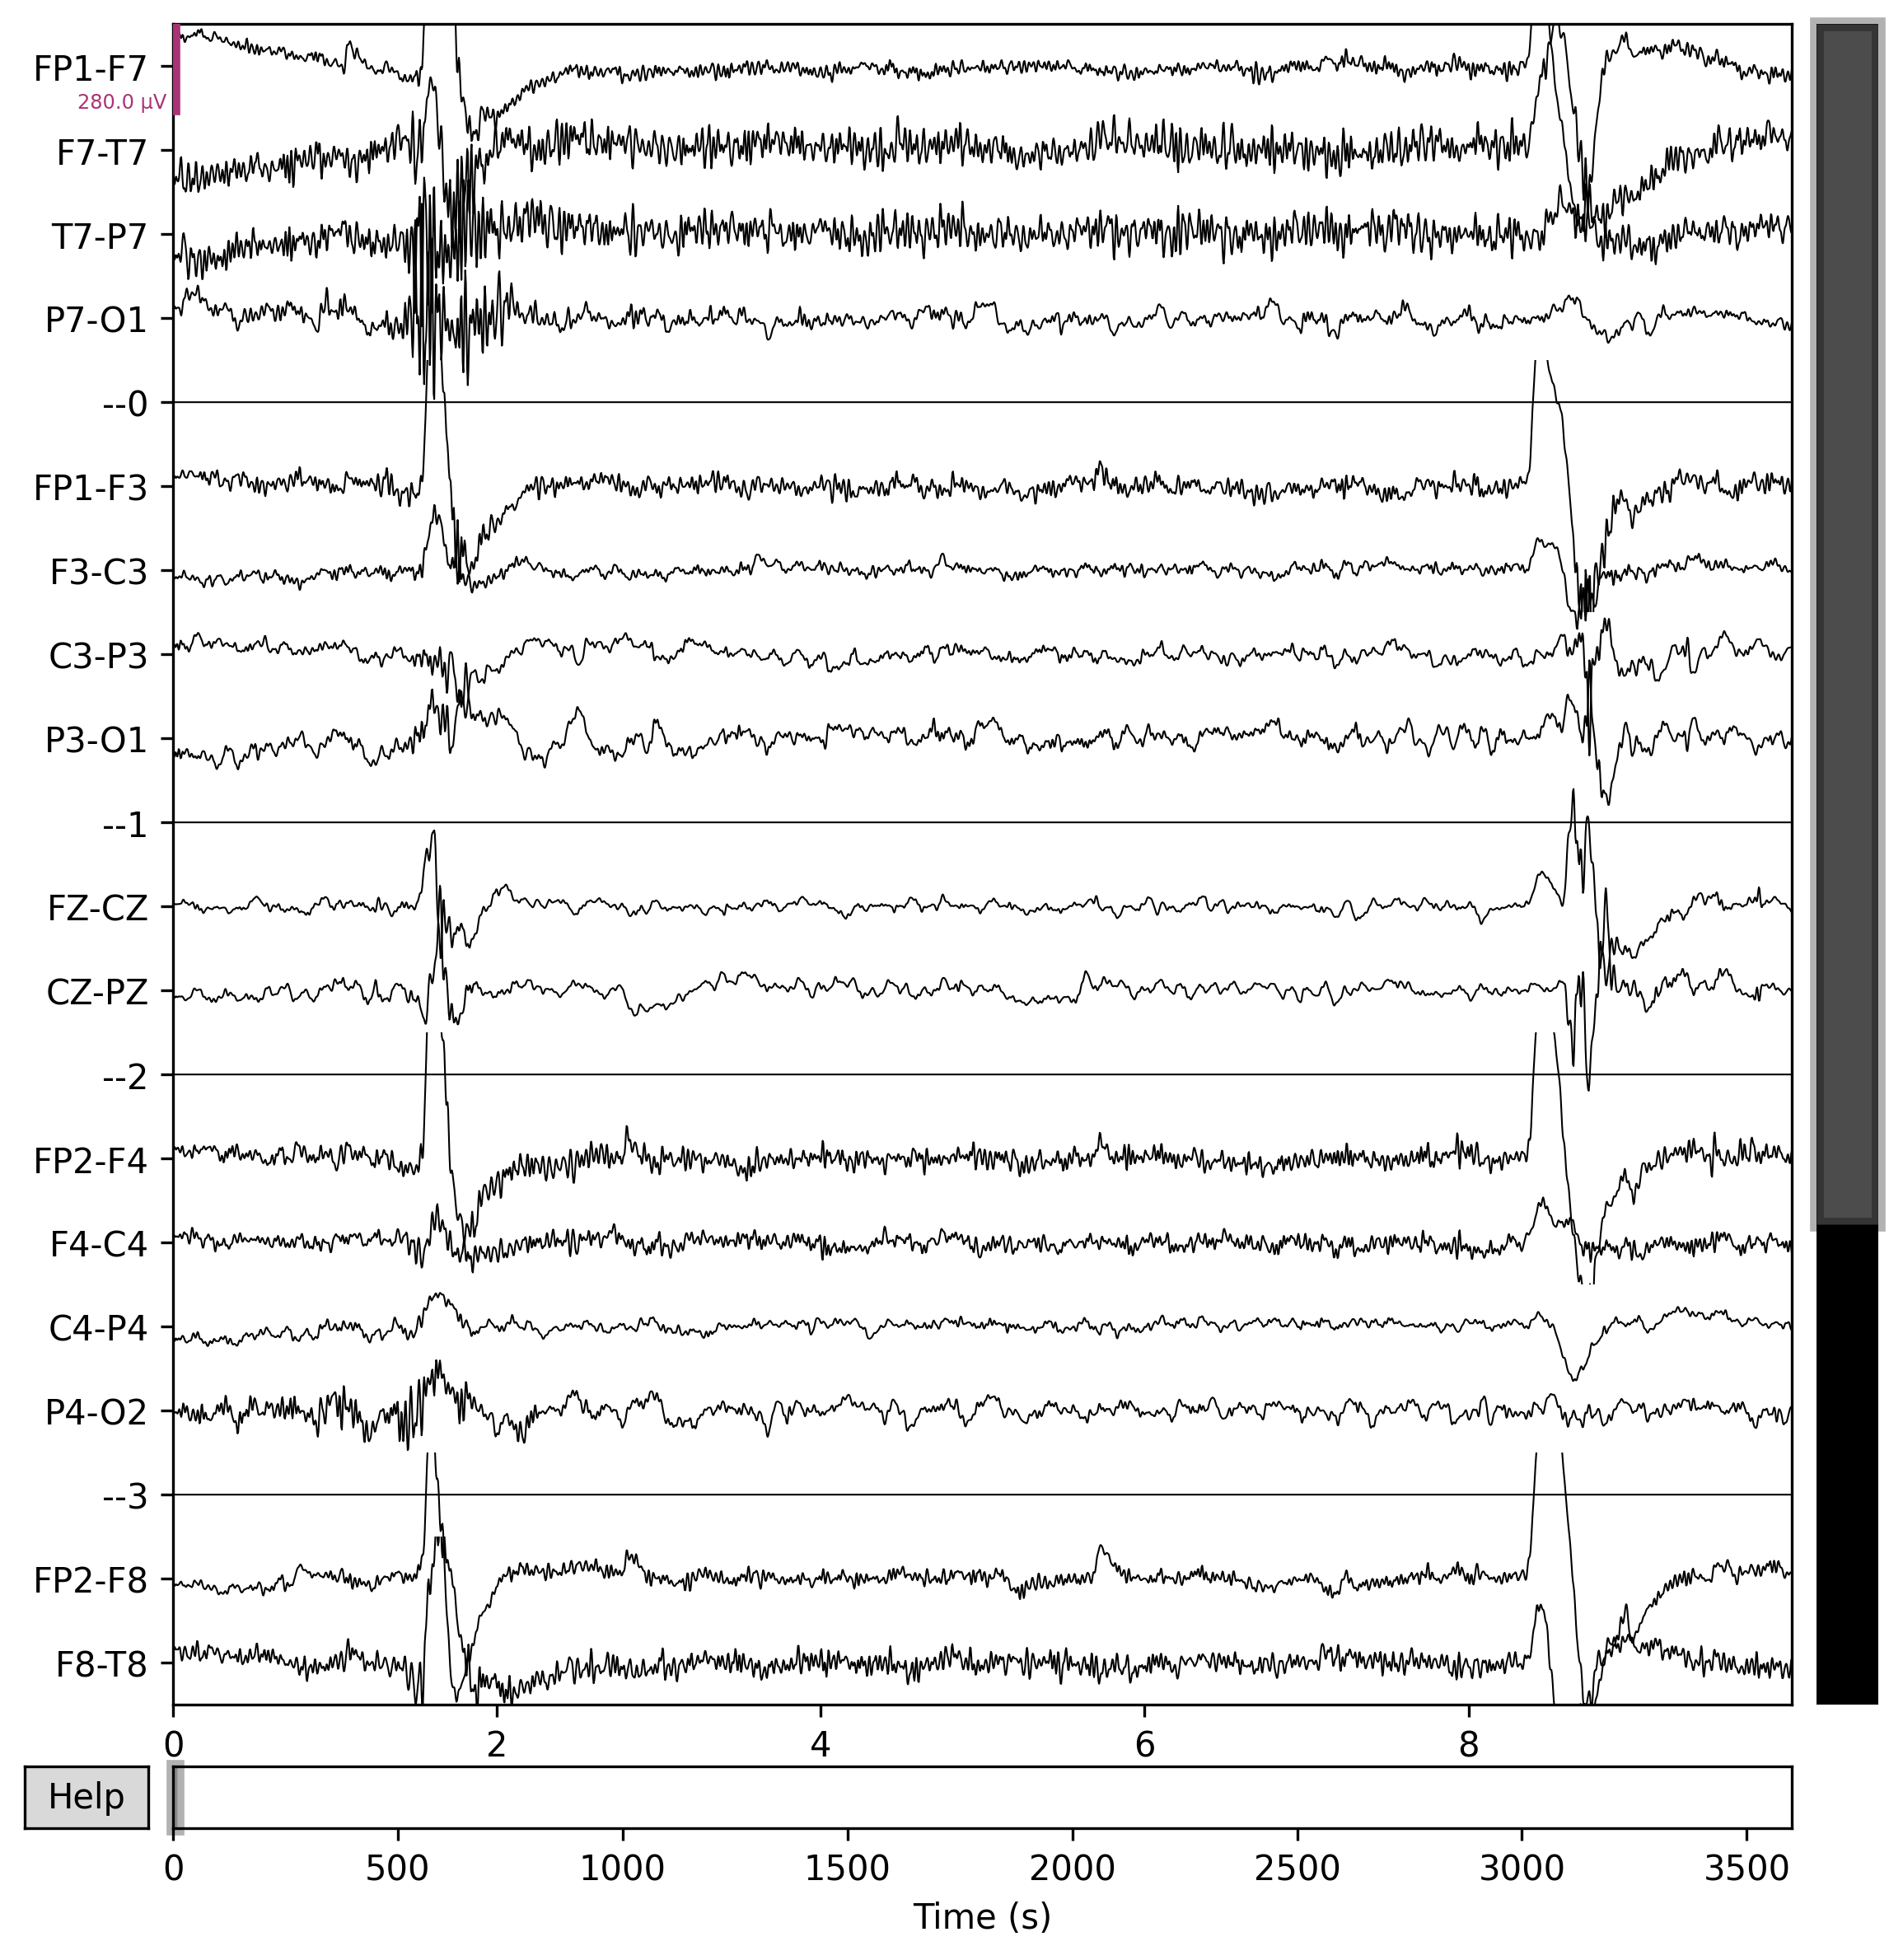 FP1-F7
280.0 µV
F7-T7
T7-P7
P7-O1
--0
FP1-F3
F3-C3
C3-P3
P3-O1
--1
FZ-CZ
CZ-PZ
--2
FP2-F4
F4-C4
C4-P4
P4-O2
--3
FP2-F8
F8-T8
0 2 4 6 8
Help
0 500 1000 1500 2000 2500 3000 3500
Time (s)